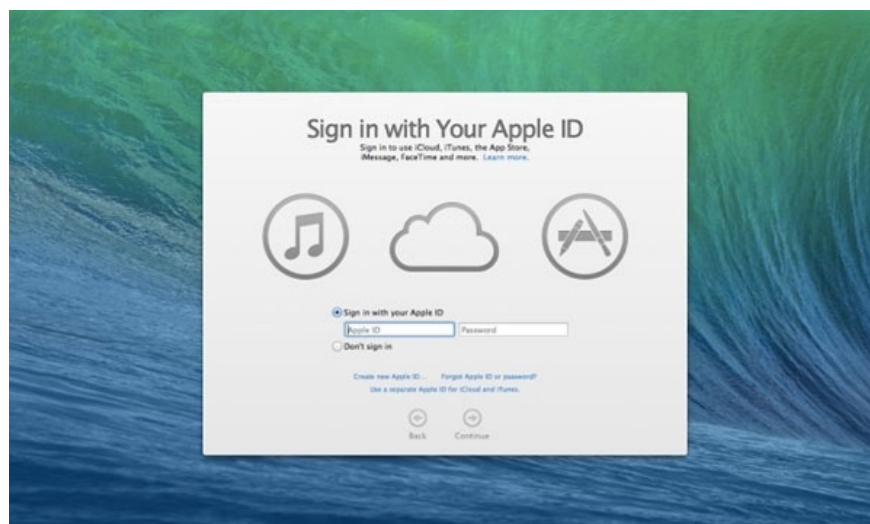 Sign in with Your Apple ID
Sign in to use iCloud, iTunes, the App Store,
iMessage, FaceTime and more. Learn more.
Sign in with your Apple ID
Apple ID Password
Don't sign in
Create new Apple ID... Forgot Apple ID or password?
Use a separate Apple ID for iCloud and iTunes.
Back Continue